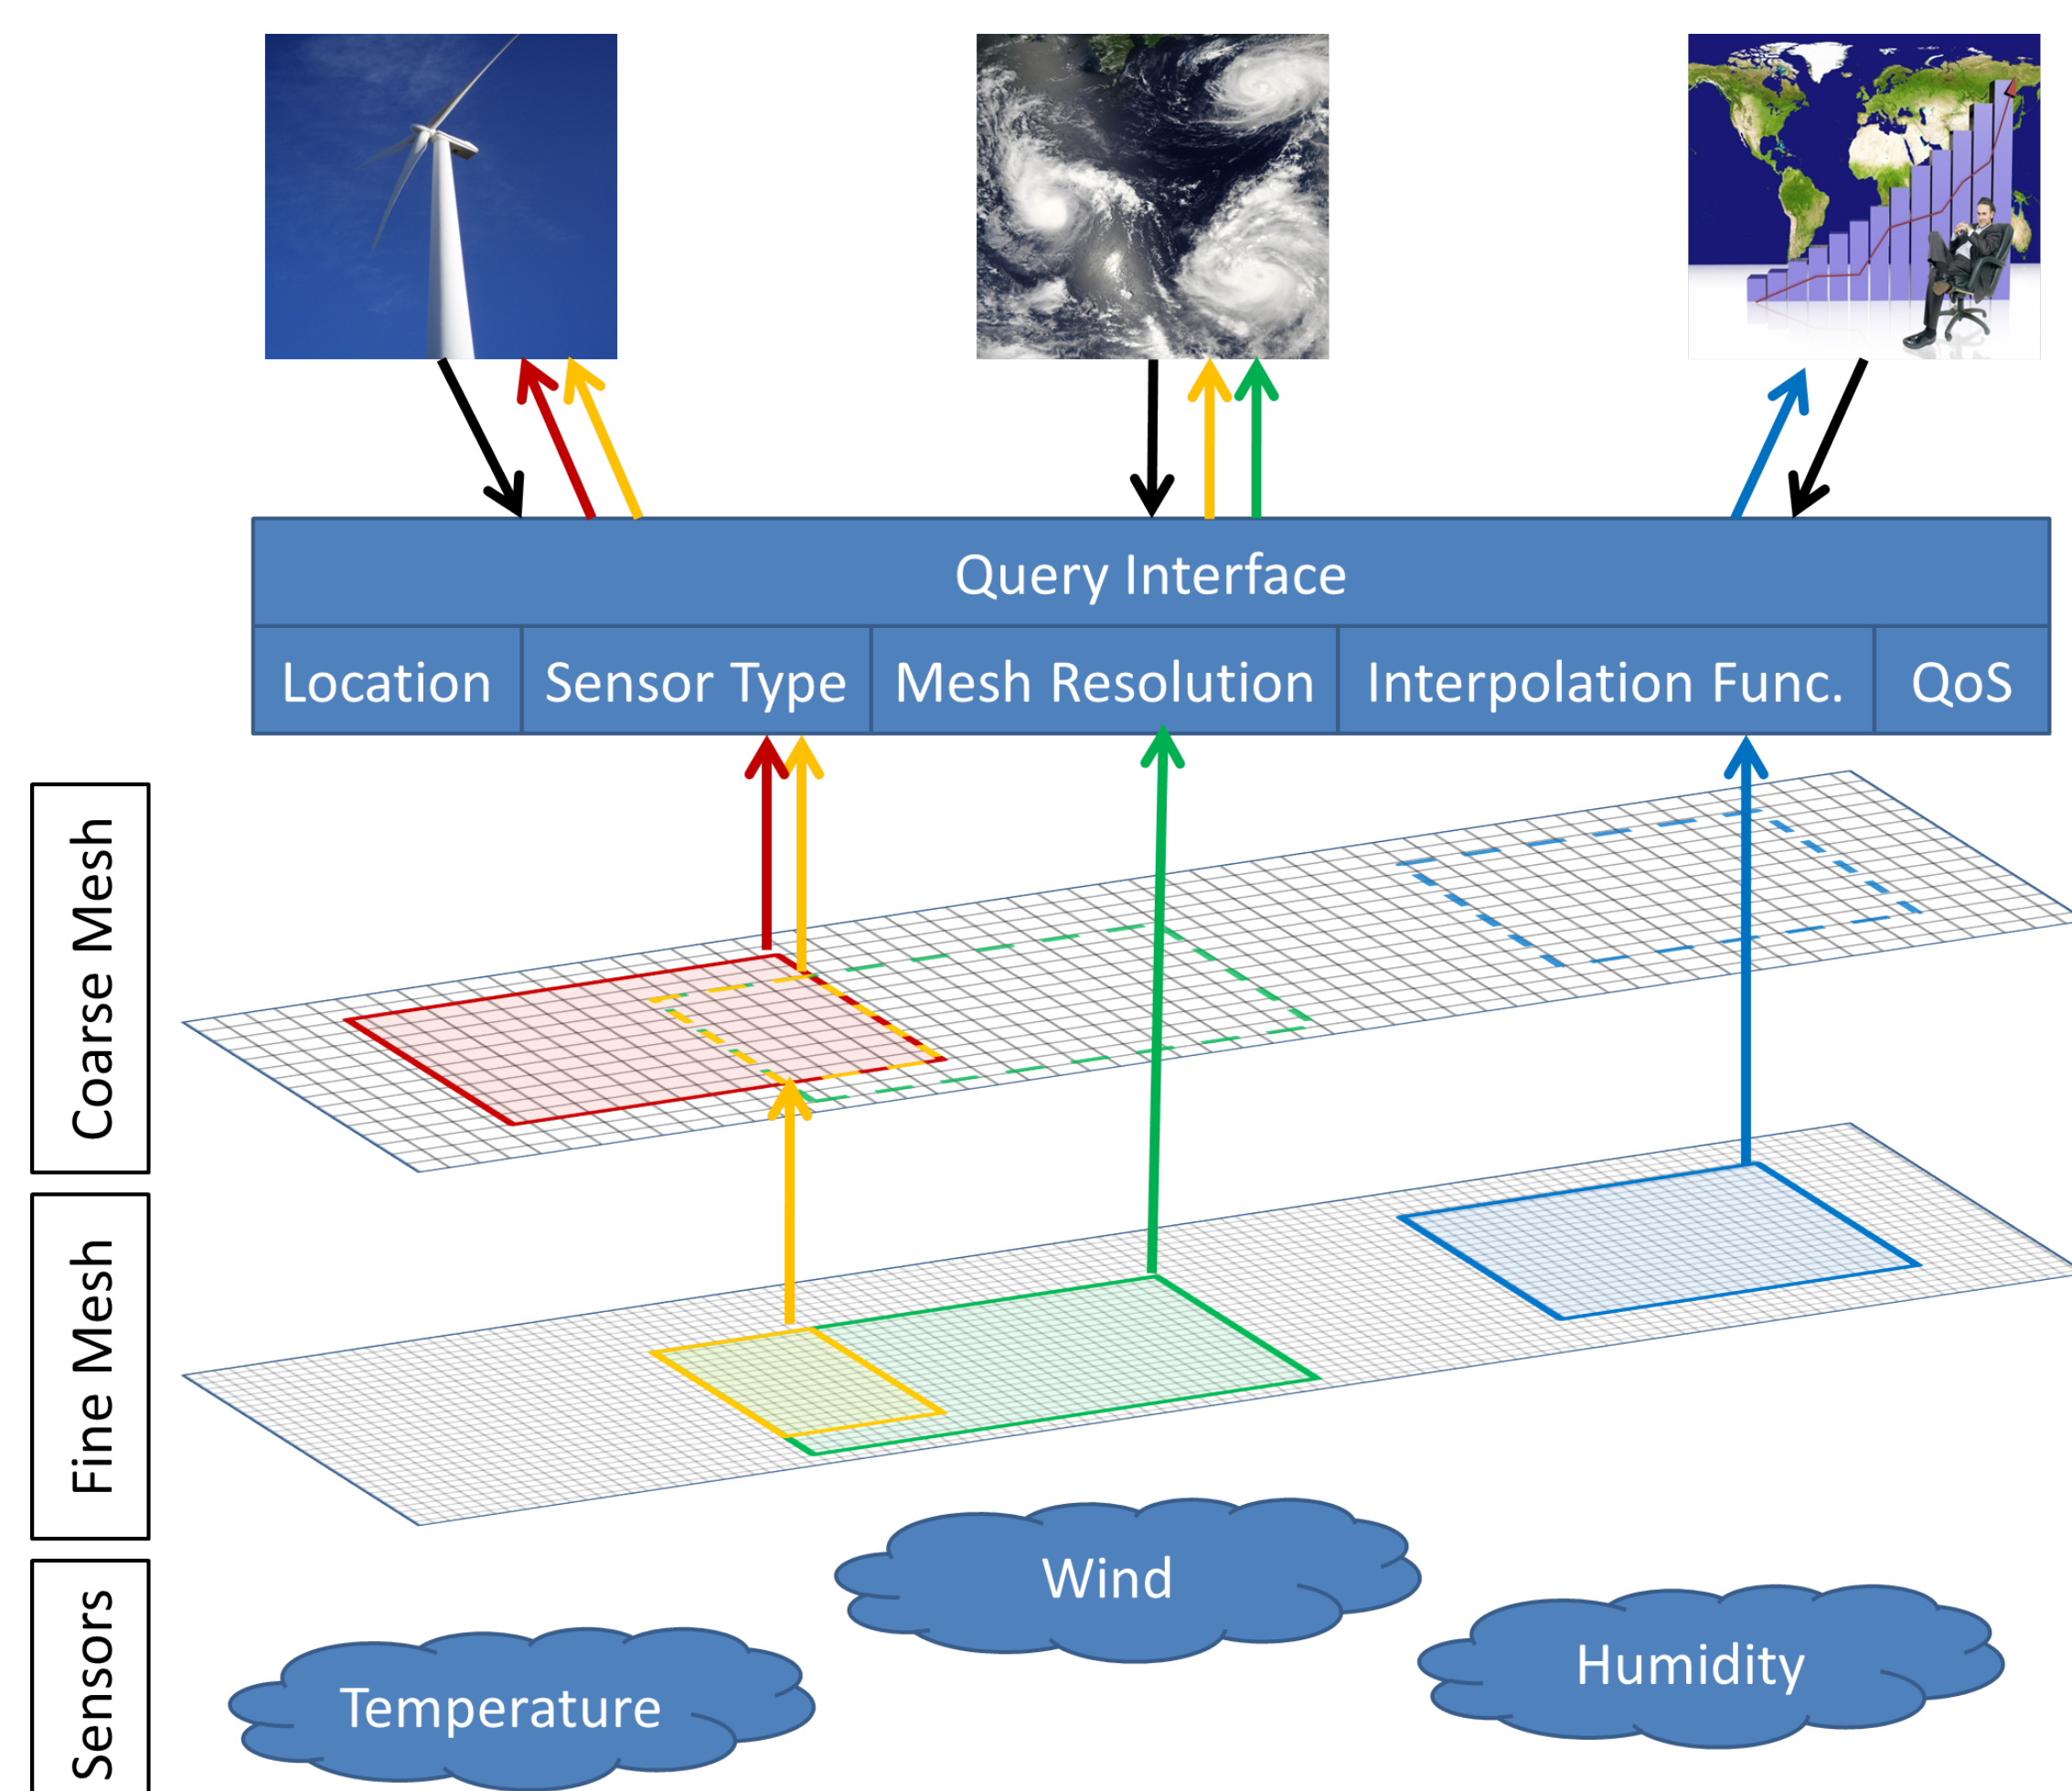 Query Interface
Location
Sensor Type
Mesh Resolution
Interpolation Func.
QoS
Coarse Mesh
Fine Mesh
Sensors
Wind
Humidity
Temperature